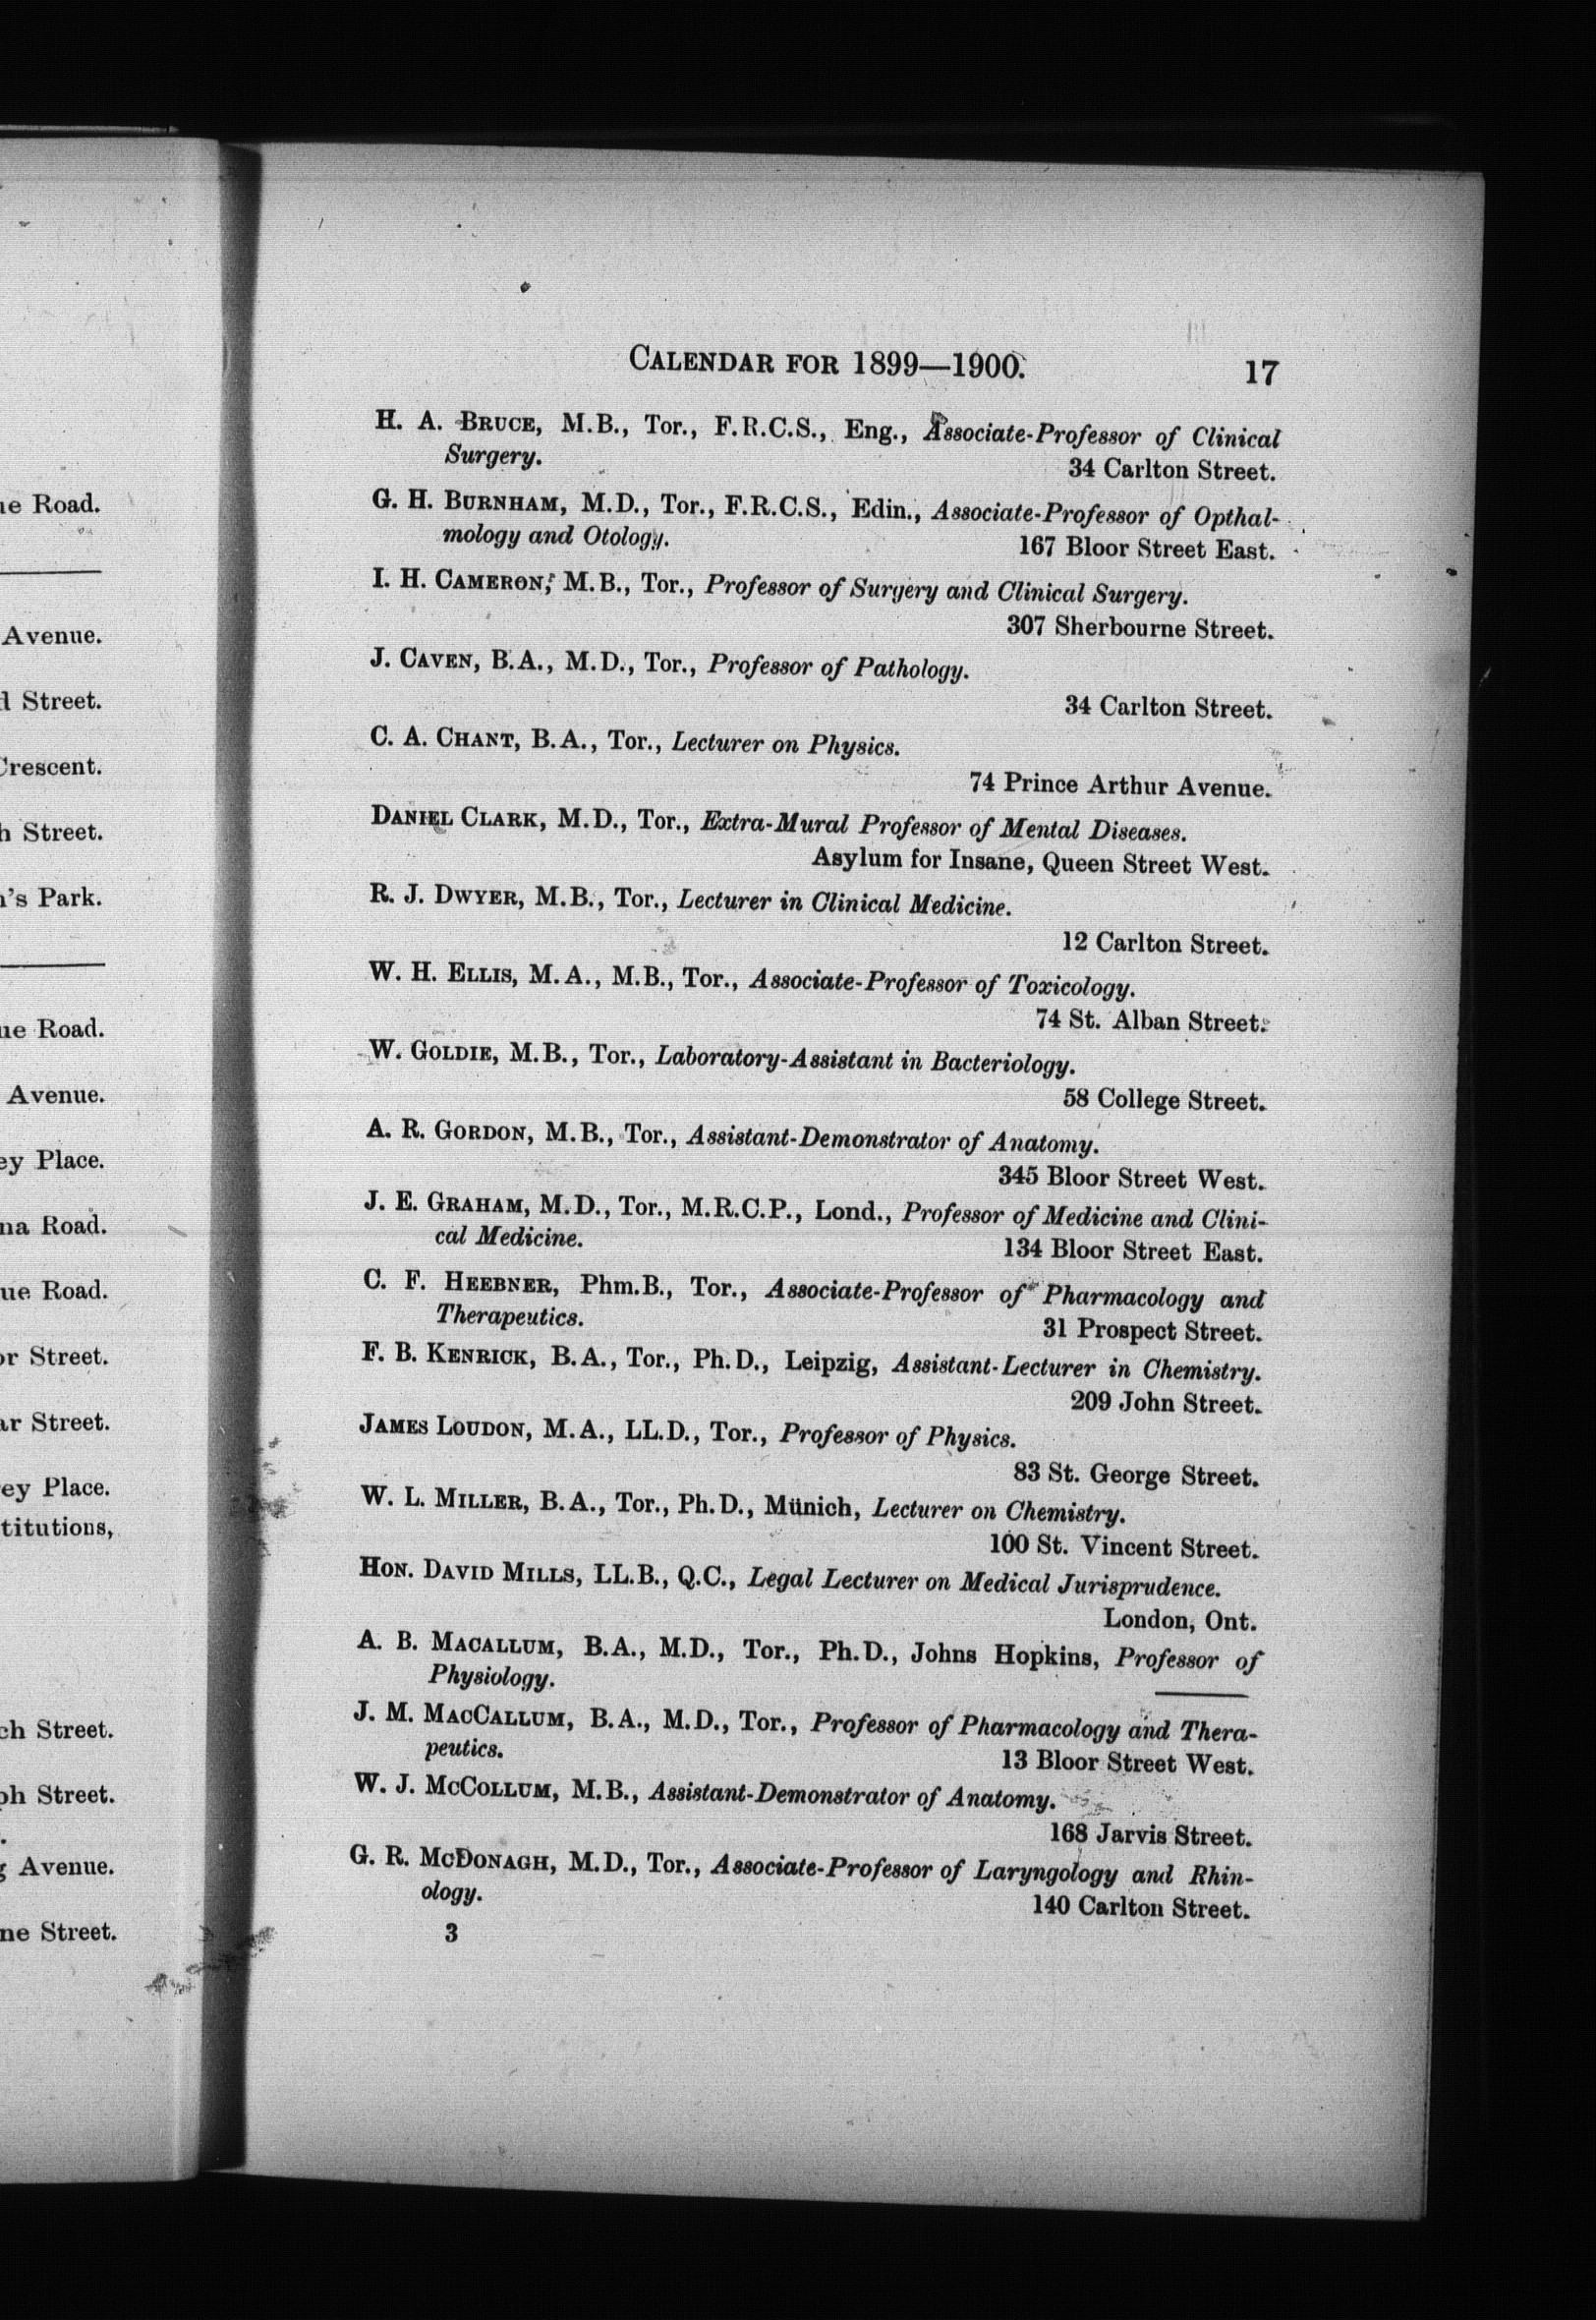 ue Road.
Avenue.
d Street.
Crescent.
h Street.
n's Park.
ue Road.
Avenue.
ey Place.
na Road.
ue Road.
or Street.
ar Street.
ey Place.
titutions,
ch Street.
ph Street.
g Avenue.
ne Street.
CALENDAR FOR 1899—1900. 17
H. A. BRUCE, M.B., Tor., F.R.C.S., Eng., Associate-Professor of Clinical
Surgery. 34 Carlton Street.
G. H. BURNHAM, M.D., Tor., F.R.C.S., Edin., Associate-Professor of Opthal-
mology and Otology. 167 Bloor Street East.
I. H. CAMERON, M.B., Tor., Professor of Surgery and Clinical Surgery.
307 Sherbourne Street.
J. CAVEN, B.A., M.D., Tor., Professor of Pathology.
34 Carlton Street.
C. A. CHANT, B.A., Tor., Lecturer on Physics.
74 Prince Arthur Avenue.
DANIEL CLARK, M.D., Tor., Extra-Mural Professor of Mental Diseases.
Asylum for Insane, Queen Street West.
R. J. DWYER, M.B., Tor., Lecturer in Clinical Medicine.
12 Carlton Street.
W. H. ELLIS, M.A., M.B., Tor., Associate-Professor of Toxicology.
74 St. Alban Street.
W. GOLDIE, M.B., Tor., Laboratory-Assistant in Bacteriology.
58 College Street.
A. R. GORDON, M.B., Tor., Assistant-Demonstrator of Anatomy.
345 Bloor Street West.
J. E. GRAHAM, M.D., Tor., M.R.C.P., Lond., Professor of Medicine and Clini-
cal Medicine. 134 Bloor Street East.
C. F. HEEBNER, Phm.B., Tor., Associate-Professor of Pharmacology and
Therapeutics. 31 Prospect Street.
F. B. KENRICK, B.A., Tor., Ph.D., Leipzig, Assistant-Lecturer in Chemistry.
209 John Street.
JAMES LOUDON, M.A., LL.D., Tor., Professor of Physics.
83 St. George Street.
W. L. MILLER, B.A., Tor., Ph.D., Münich, Lecturer on Chemistry.
100 St. Vincent Street.
HON. DAVID MILLS, LL.B., Q.C., Legal Lecturer on Medical Jurisprudence.
London, Ont.
A. B. MACALLUM, B.A., M.D., Tor., Ph.D., Johns Hopkins, Professor of
Physiology.
J. M. MACCALLUM, B.A., M.D., Tor., Professor of Pharmacology and Thera-
peutics. 13 Bloor Street West.
W. J. MCCOLLUM, M.B., Assistant-Demonstrator of Anatomy.
168 Jarvis Street.
G. R. MCDONAGH, M.D., Tor., Associate-Professor of Laryngology and Rhin-
ology. 140 Carlton Street.
3